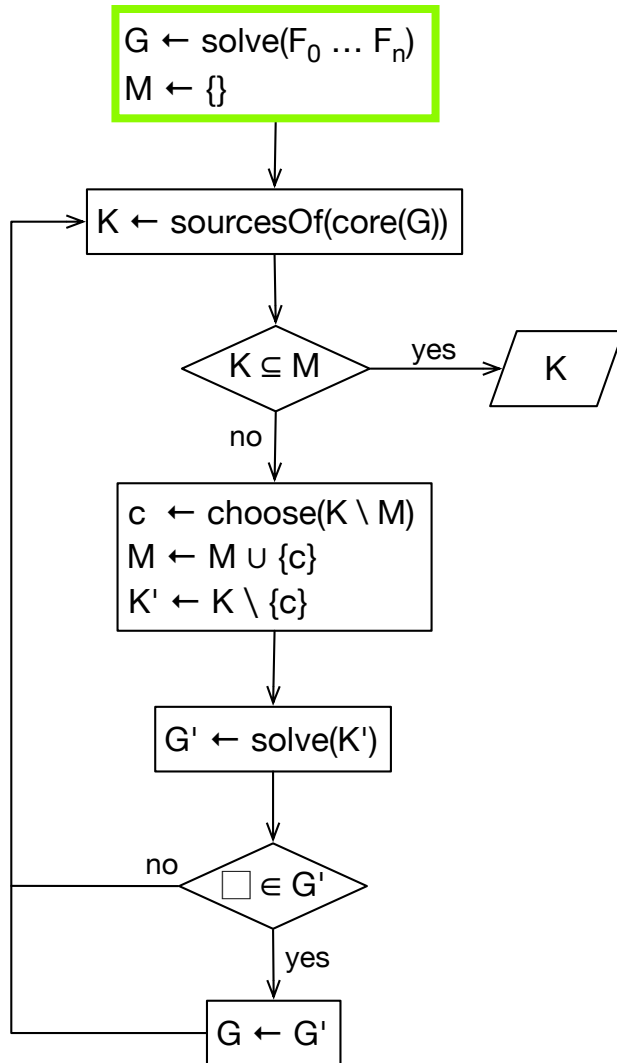 G ← solve(F₀ … Fₙ)
M ← {}
K ← sourcesOf(core(G))
K ⊆ M
yes
K
no
c ← choose(K \ M)
M ← M ∪ {c}
K' ← K \ {c}
G' ← solve(K')
no
□ ∈ G'
yes
G ← G'